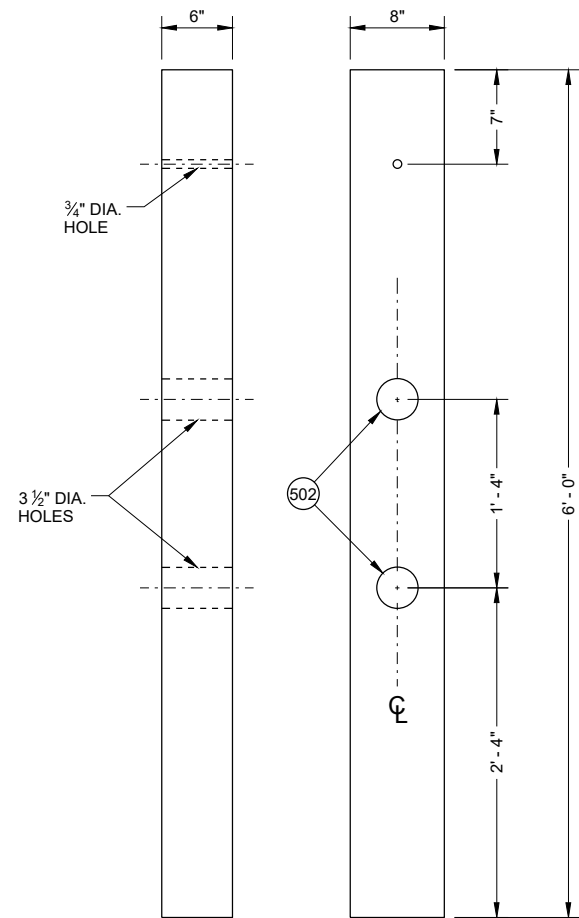 6"
8"
7"
¾" DIA.
HOLE
3 ½" DIA.
HOLES
502
1' - 4"
6' - 0"
℄
2' - 4"